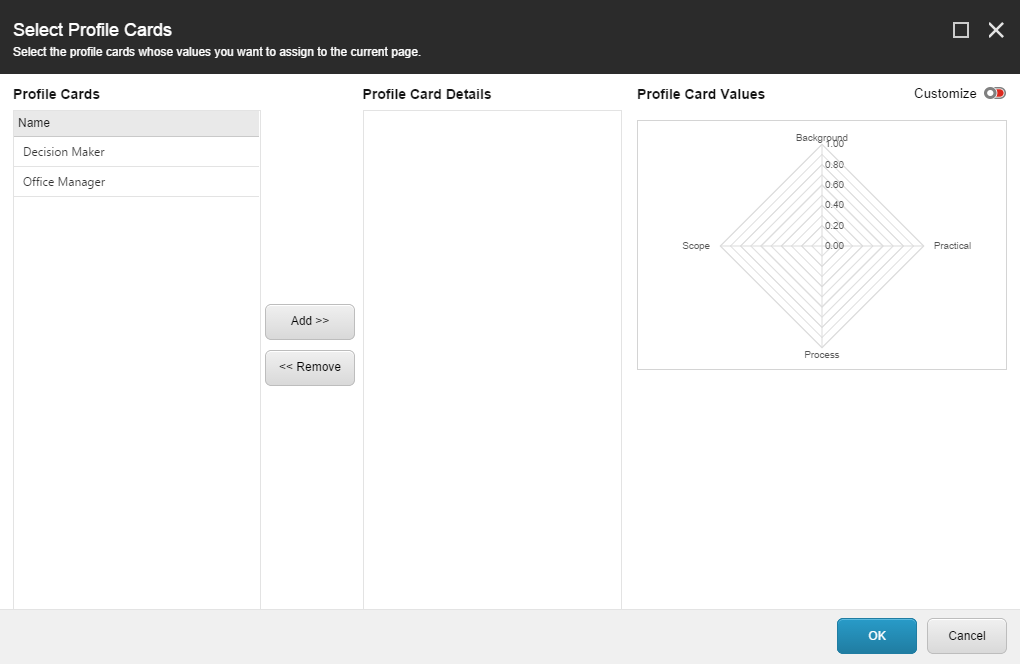 Select Profile Cards
Select the profile cards whose values you want to assign to the current page.
Profile Cards
Name
Decision Maker
Office Manager
Add >>
<< Remove
Profile Card Details
Profile Card Values
Customize
Background
1.00
0.80
0.60
0.40
0.20
0.00
Scope
Practical
Process
OK
Cancel